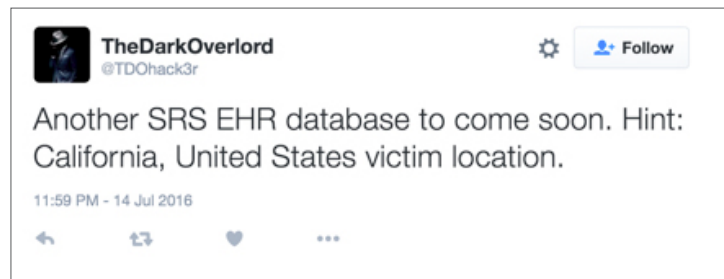 TheDarkOverlord
@TDOhack3r
Follow
Another SRS EHR database to come soon. Hint:
California, United States victim location.
11:59 PM - 14 Jul 2016